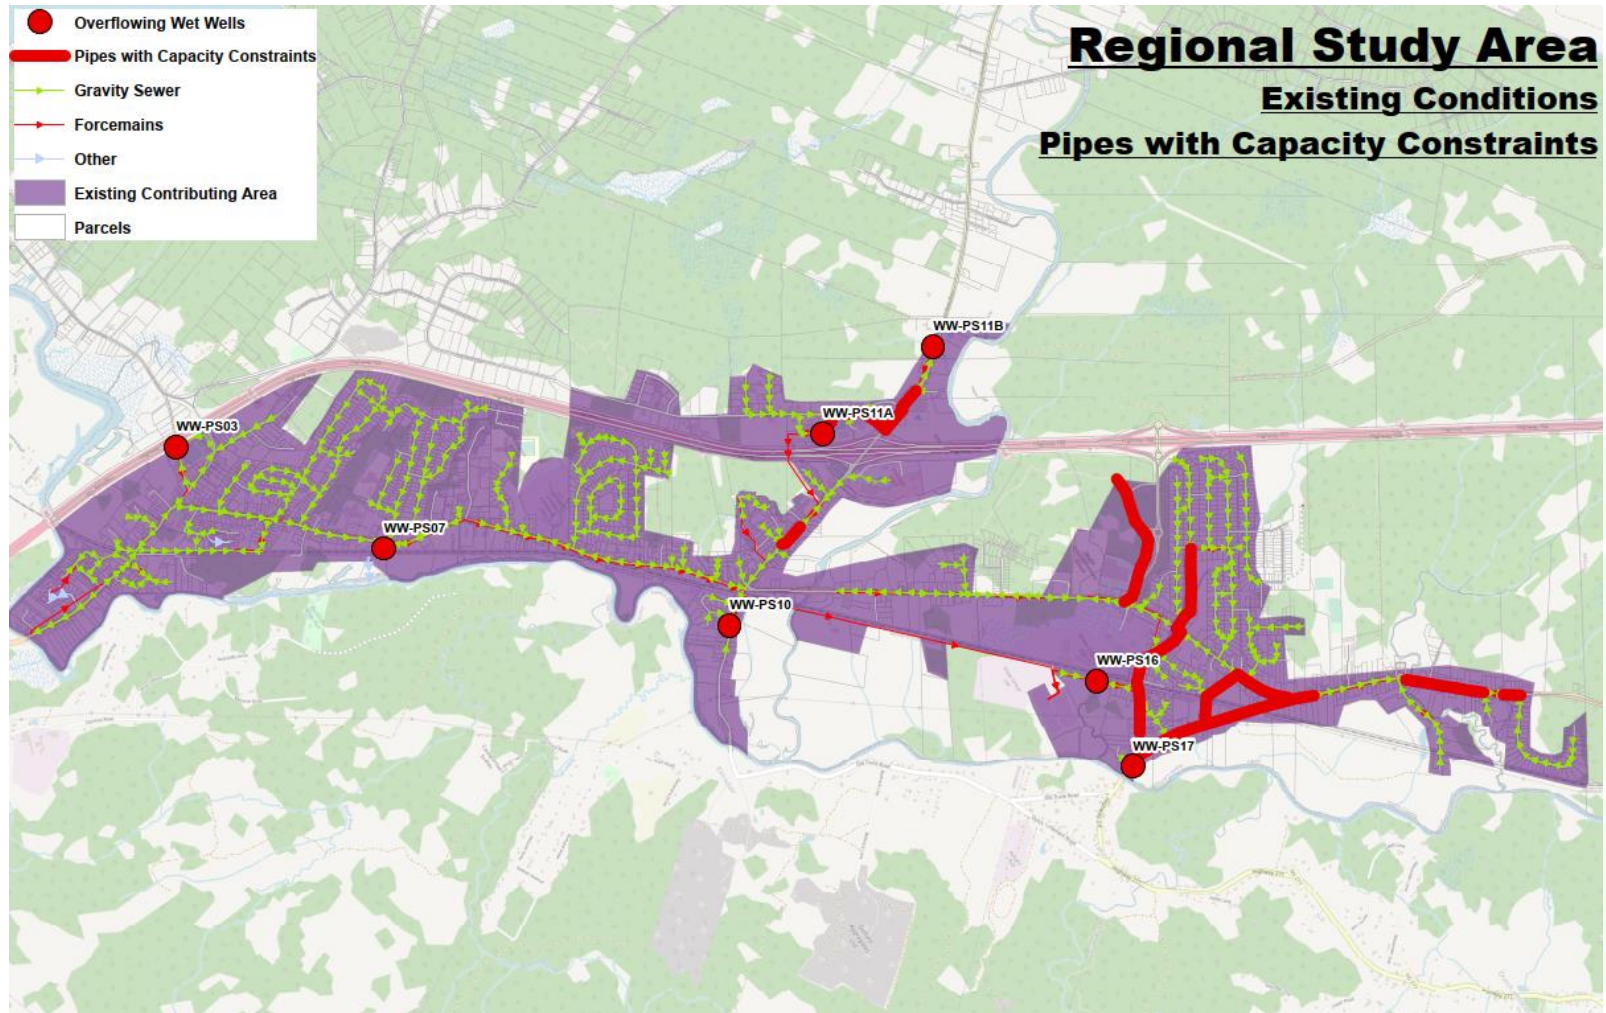 Overflowing Wet Wells
Pipes with Capacity Constraints
Gravity Sewer
Forcemains
Other
Existing Contributing Area
Parcels
Regional Study Area
Existing Conditions
Pipes with Capacity Constraints
WW-PS11B
WW-PS11A
WW-PS03
WW-PS07
WW-PS10
WW-PS16
WW-PS17